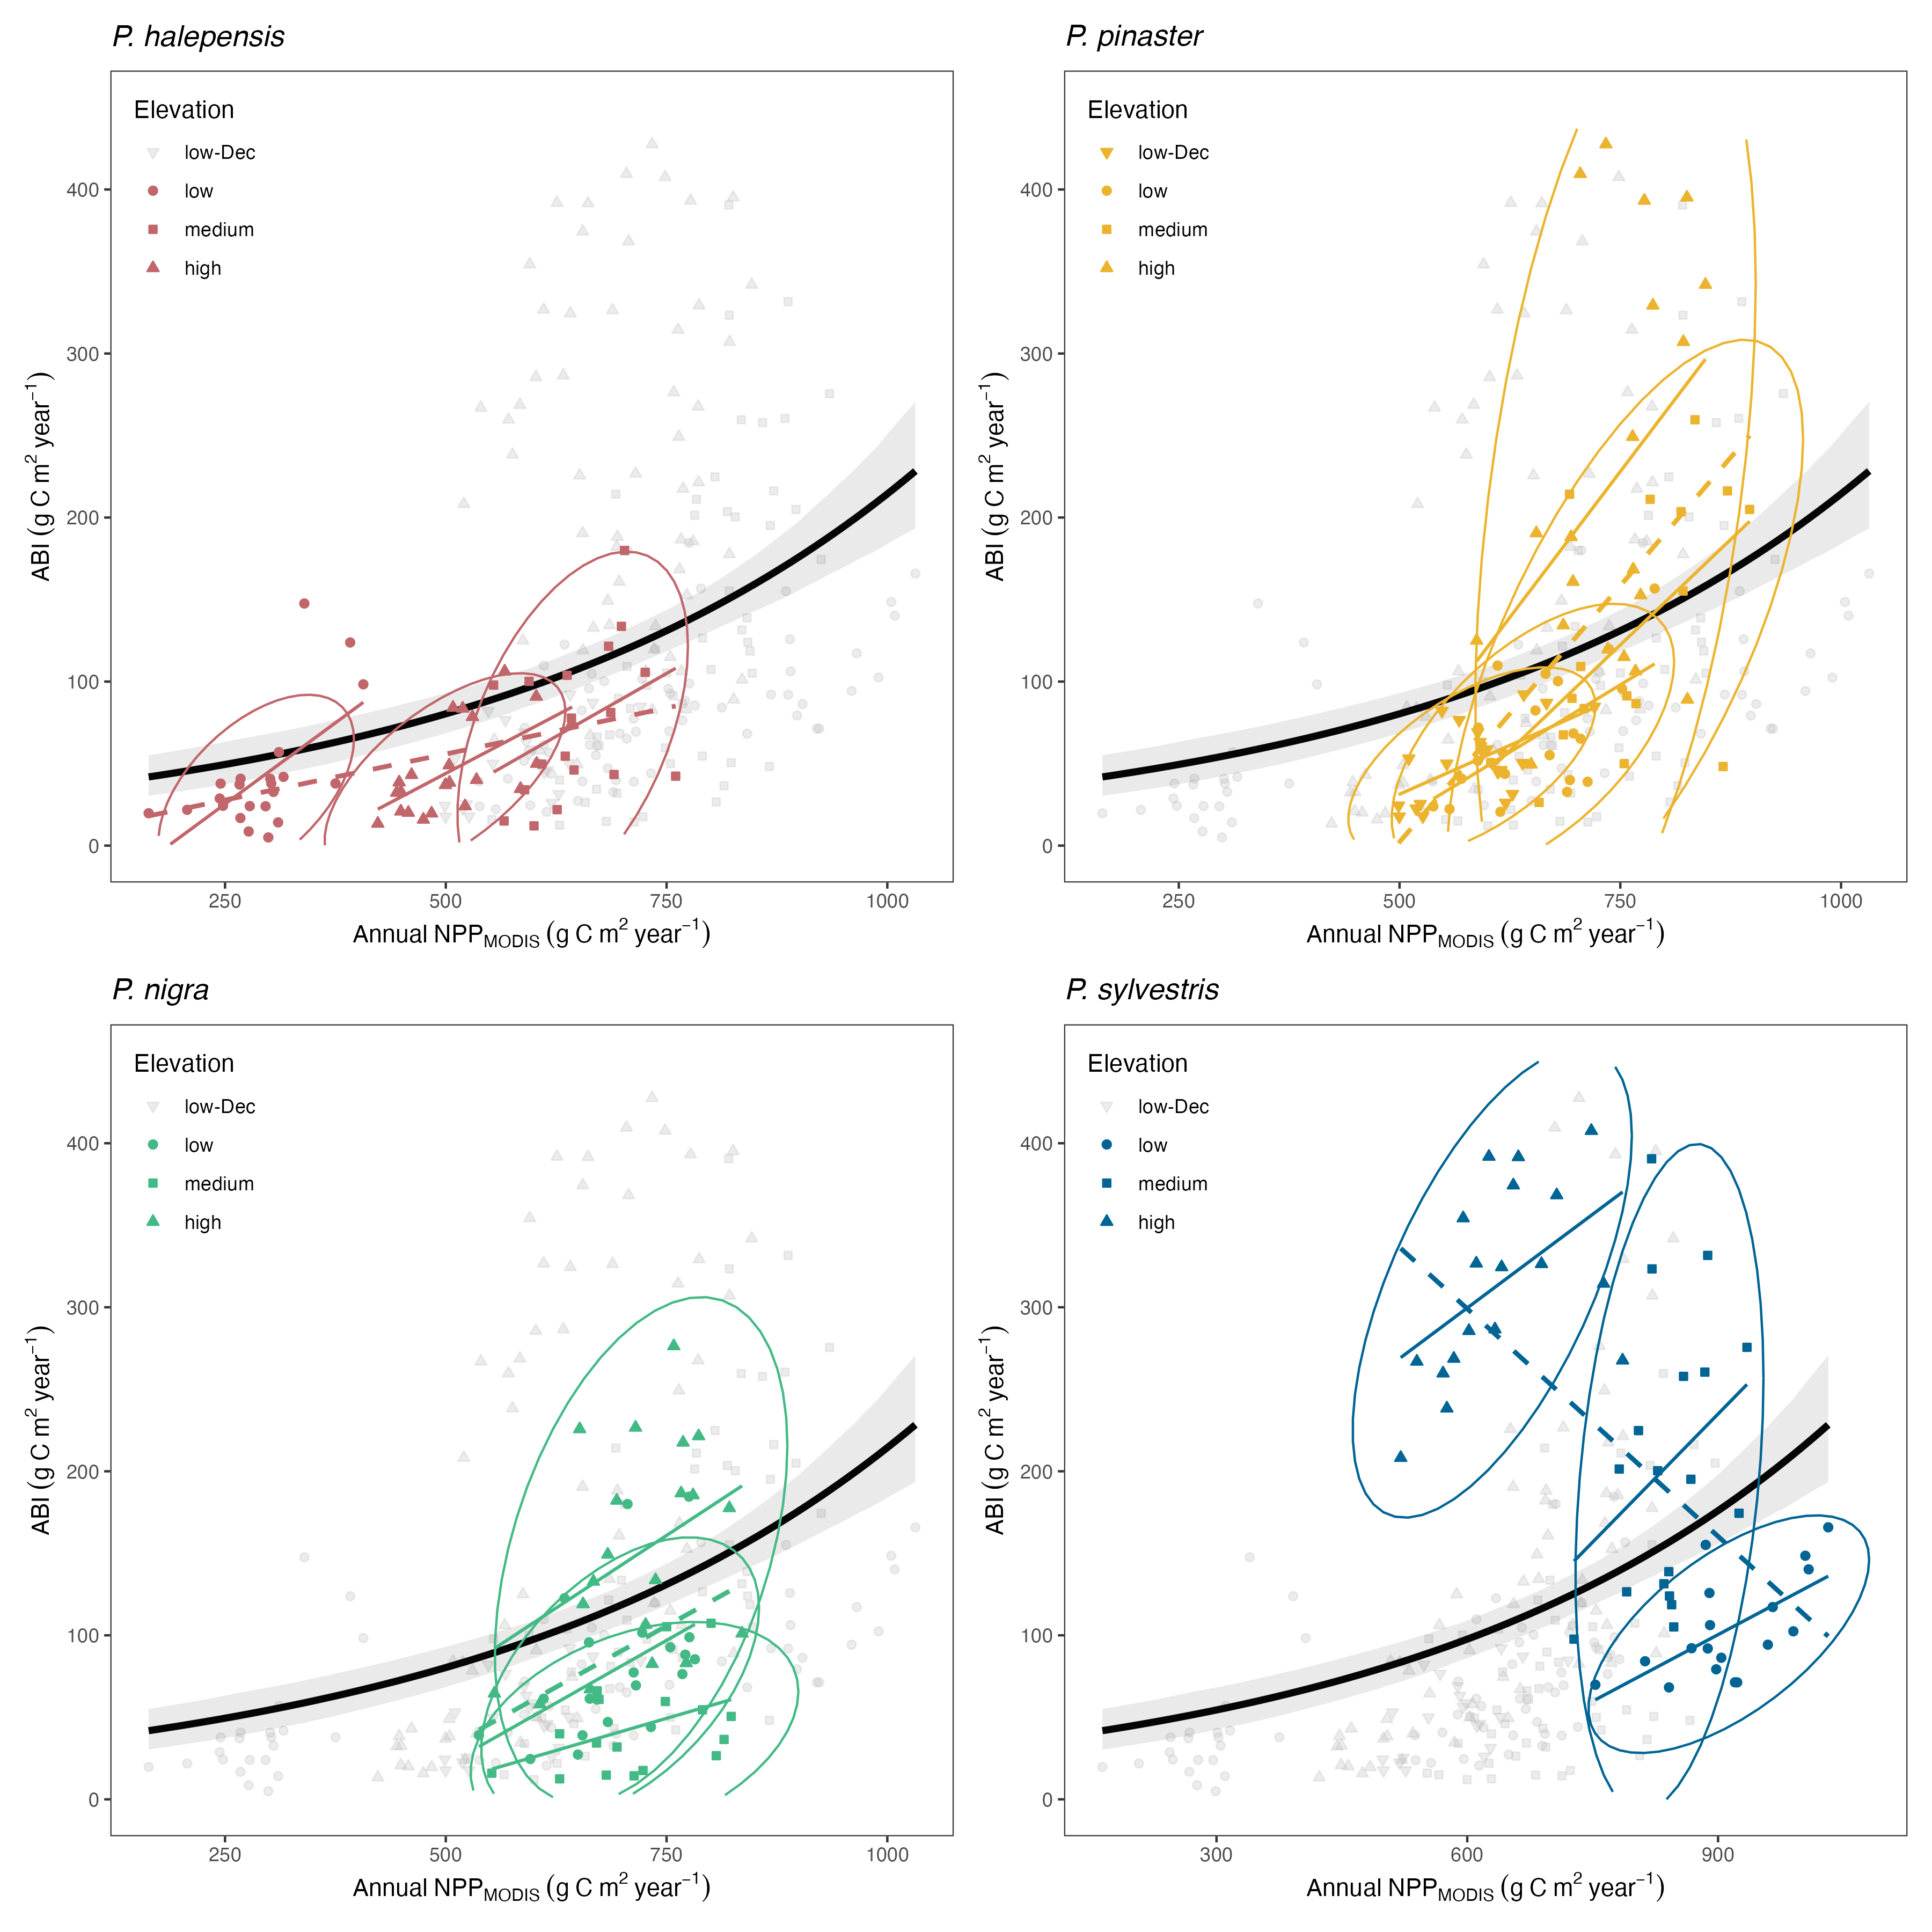 P. halepensis
Elevation
low-Dec
low
medium
high
400
300
200
100
0
ABI (g C m² year⁻¹)
250
500
750
1000
Annual NPP_MODIS (g C m² year⁻¹)
P. pinaster
Elevation
low-Dec
low
medium
high
400
300
200
100
0
ABI (g C m² year⁻¹)
250
500
750
1000
Annual NPP_MODIS (g C m² year⁻¹)
P. nigra
Elevation
low-Dec
low
medium
high
400
300
200
100
0
ABI (g C m² year⁻¹)
250
500
750
1000
Annual NPP_MODIS (g C m² year⁻¹)
P. sylvestris
Elevation
low-Dec
low
medium
high
400
300
200
100
0
ABI (g C m² year⁻¹)
300
600
900
Annual NPP_MODIS (g C m² year⁻¹)